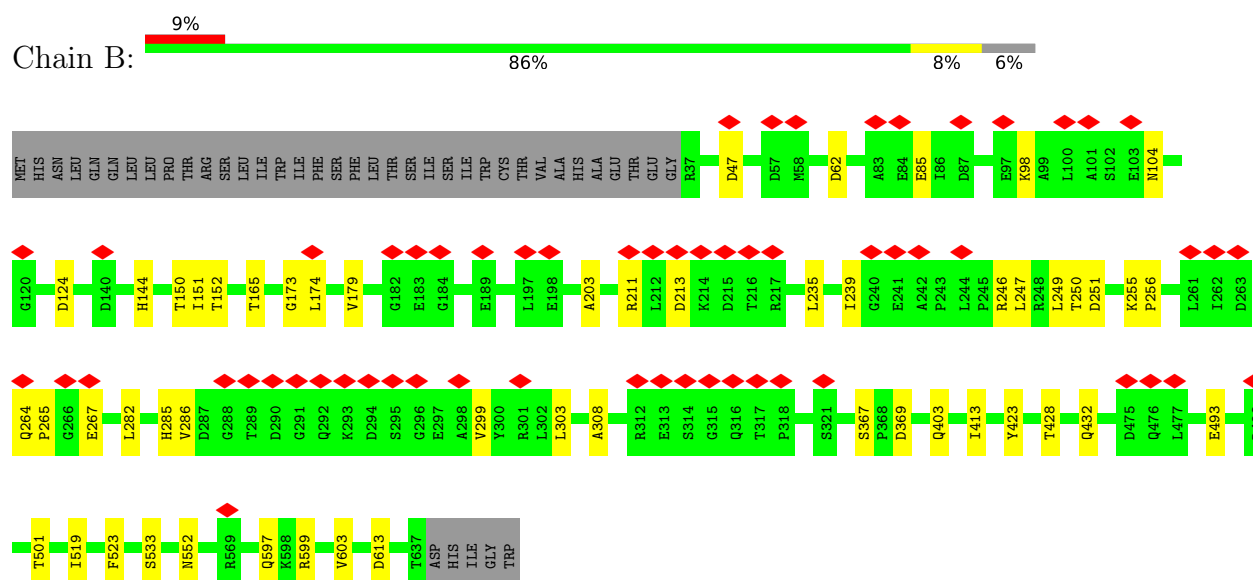 9%
Chain B:
86% 8% 6%
MET HIS ASN LEU GLN GLN LEU LEU PRO THR ARG SER LEU ILE TRP ILE PHE SER PHE LEU THR SER ILE SER ILE TRP CYS THR VAL ALA HIS ALA GLU THR GLU GLY R37 D47 D57 M58 D62 A83 E84 E85 I86 D87 E97 K98 A99 L100 A101 S102 E103 N104
G120 D124 D140 H144 T150 I151 T152 T165 G173 L174 V179 G182 E183 G184 E189 L197 E198 A203 R211 L212 D213 K214 D215 T216 R217 L235 I239 G240 E241 A242 P243 L244 P245 R246 L247 R248 L249 T250 D251 K255 P256 L261 I262 D263
Q264 P265 G266 E267 L282 H285 V286 D287 G288 T289 D290 G291 Q292 K293 D294 S295 G296 E297 A298 V299 Y300 R301 L302 L303 A308 R312 E313 S314 G315 Q316 T317 P318 S321 S367 P368 D369 Q403 I413 Y423 T428 Q432 D475 Q476 L477 E493
T501 I519 F523 S533 N552 R569 Q597 K598 R599 V603 D613 T637 ASP HIS ILE GLY TRP